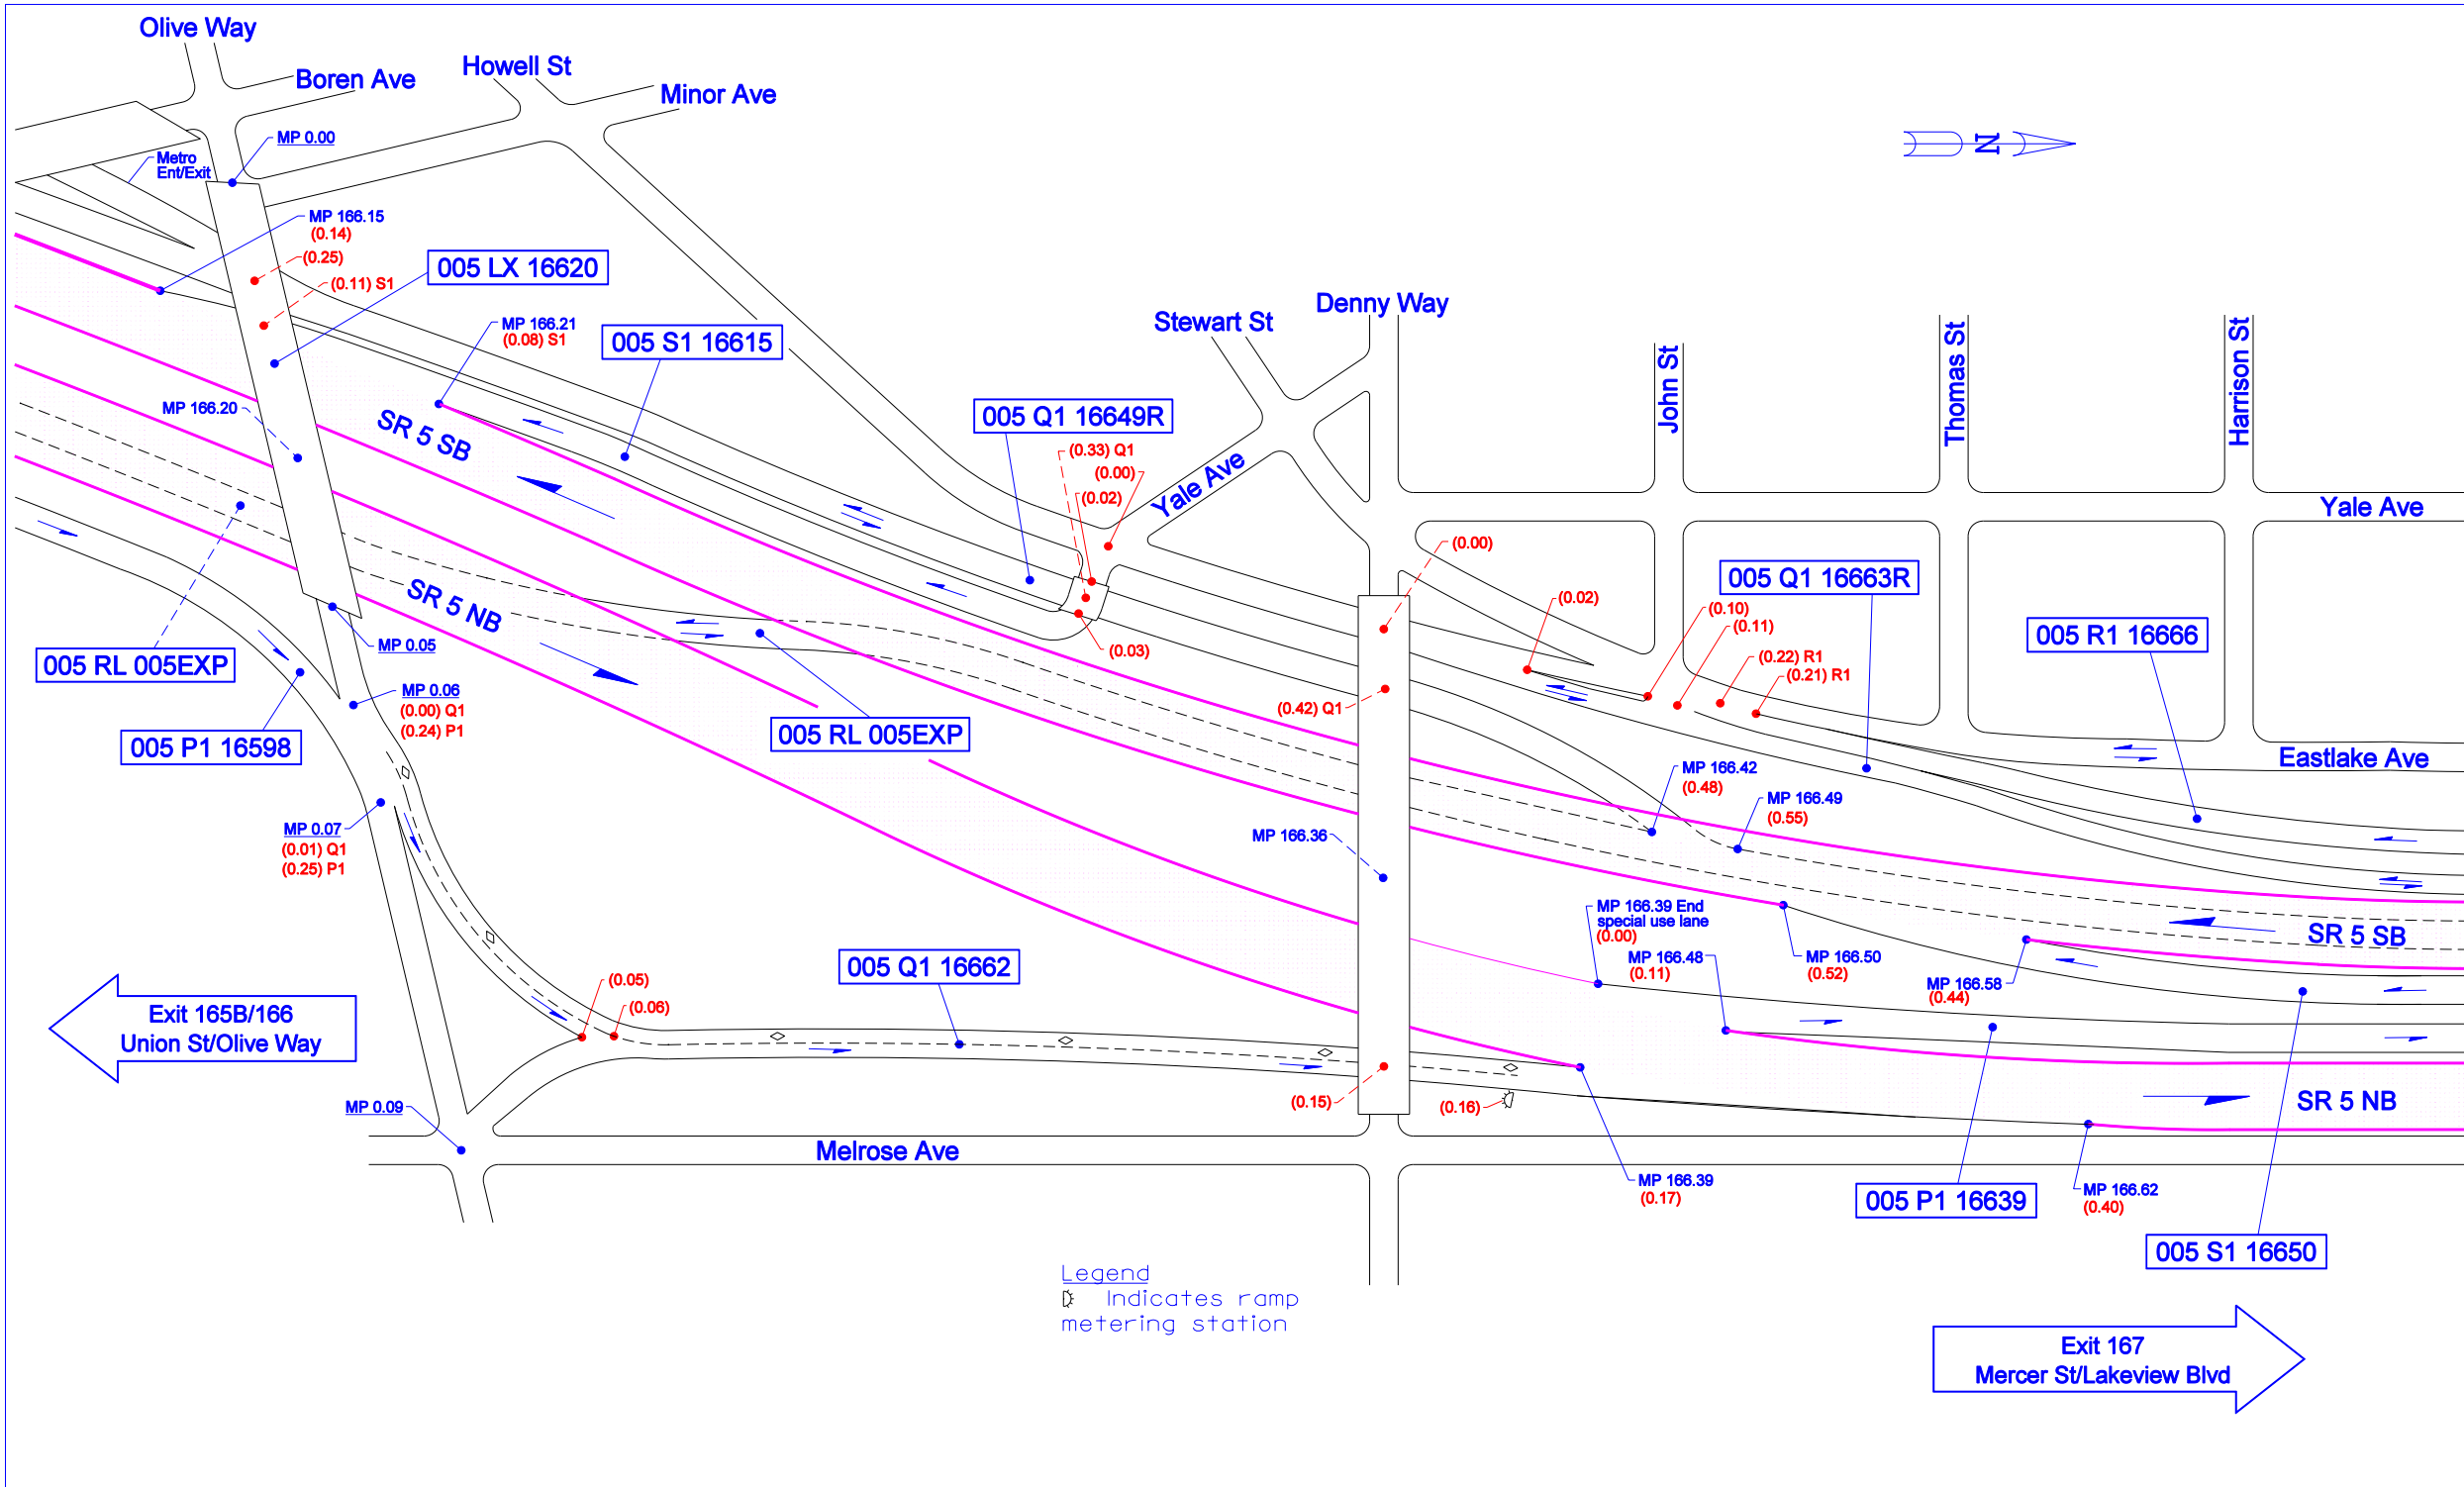 Olive Way
Boren Ave
Howell St
Minor Ave
MP 0.00
Metro
Ent/Exit
N
MP 166.15
(0.14)
(0.25)
(0.11) S1
005 LX 16620
MP 166.21
(0.08) S1
005 S1 16615
Stewart St
Denny Way
John St
Thomas St
Harrison St
MP 166.20
SR 5 SB
005 Q1 16649R
(0.33) Q1
(0.00)
(0.02)
Yale Ave
Yale Ave
(0.00)
005 Q1 16663R
SR 5 NB
(0.02)
(0.10)
(0.11)
(0.22) R1
(0.21) R1
005 R1 16666
MP 0.05
(0.03)
005 RL 005EXP
MP 0.06
(0.00) Q1
(0.24) P1
(0.42) Q1
005 P1 16598
005 RL 005EXP
Eastlake Ave
MP 166.42
(0.48)
MP 166.49
(0.55)
MP 0.07
(0.01) Q1
(0.25) P1
MP 166.36
MP 166.39 End
special use lane
(0.00)
MP 166.48
(0.11)
MP 166.50
(0.52)
SR 5 SB
MP 166.58
(0.44)
005 Q1 16662
(0.05)
(0.06)
Exit 165B/166
Union St/Olive Way
MP 0.09
(0.15)
(0.16)
SR 5 NB
Melrose Ave
MP 166.39
(0.17)
005 P1 16639
MP 166.62
(0.40)
005 S1 16650
Legend
Indicates ramp
metering station
Exit 167
Mercer St/Lakeview Blvd